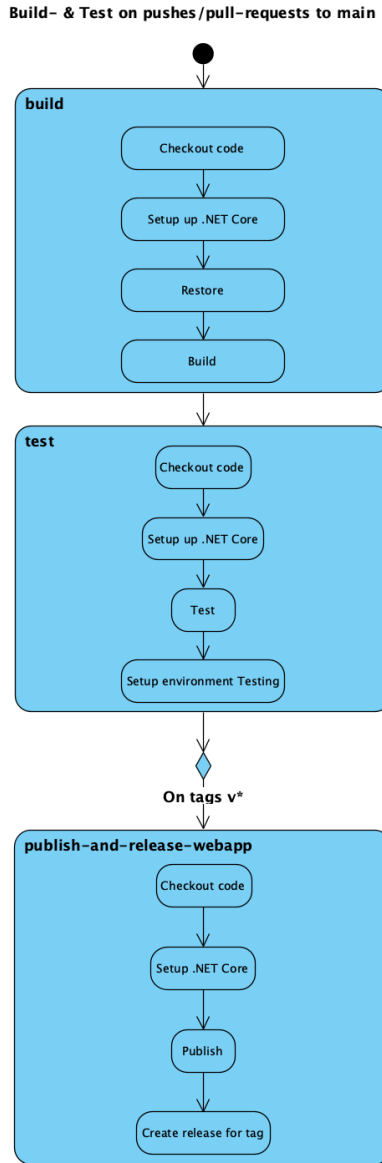 Build- & Test on pushes/pull-requests to main
build
Checkout code
Setup up .NET Core
Restore
Build
test
Checkout code
Setup up .NET Core
Test
Setup environment Testing
On tags v*
publish-and-release-webapp
Checkout code
Setup .NET Core
Publish
Create release for tag